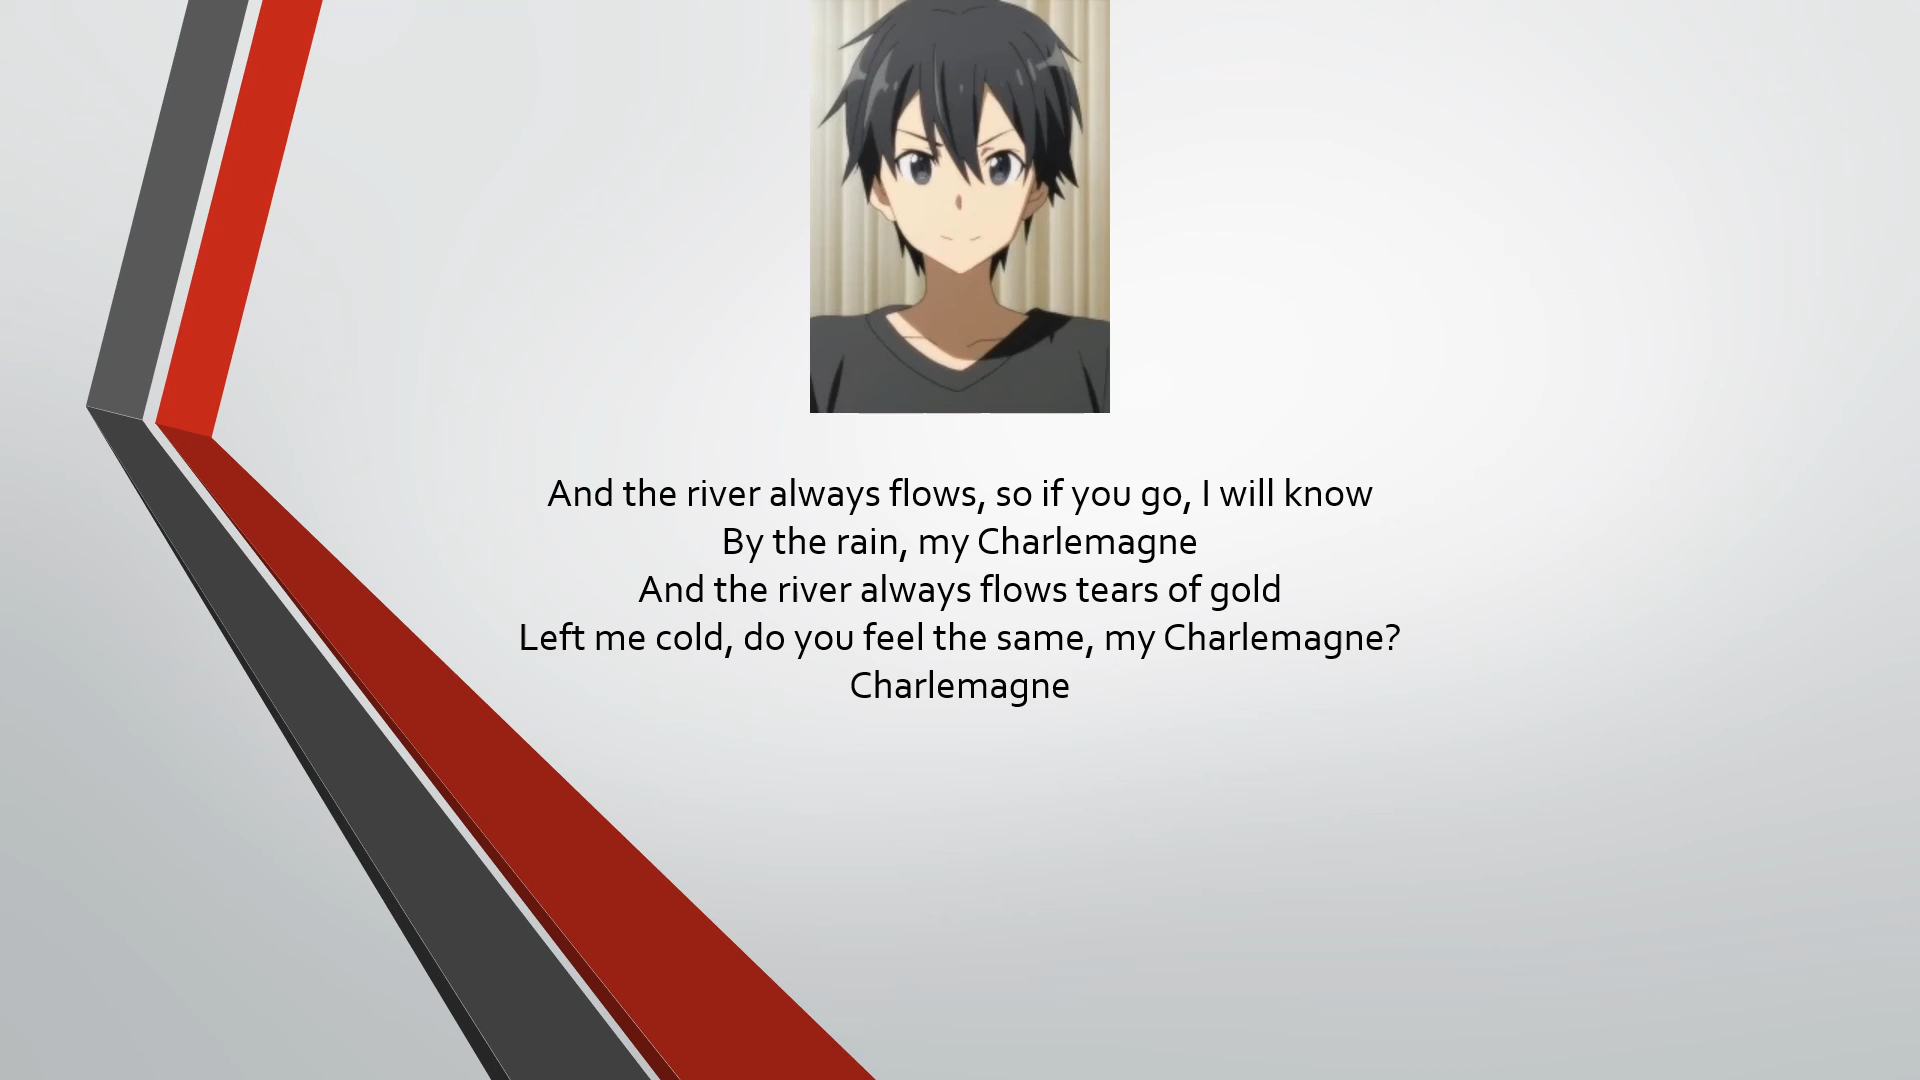 And the river always flows, so if you go, I will know
By the rain, my Charlemagne
And the river always flows tears of gold
Left me cold, do you feel the same, my Charlemagne?
Charlemagne